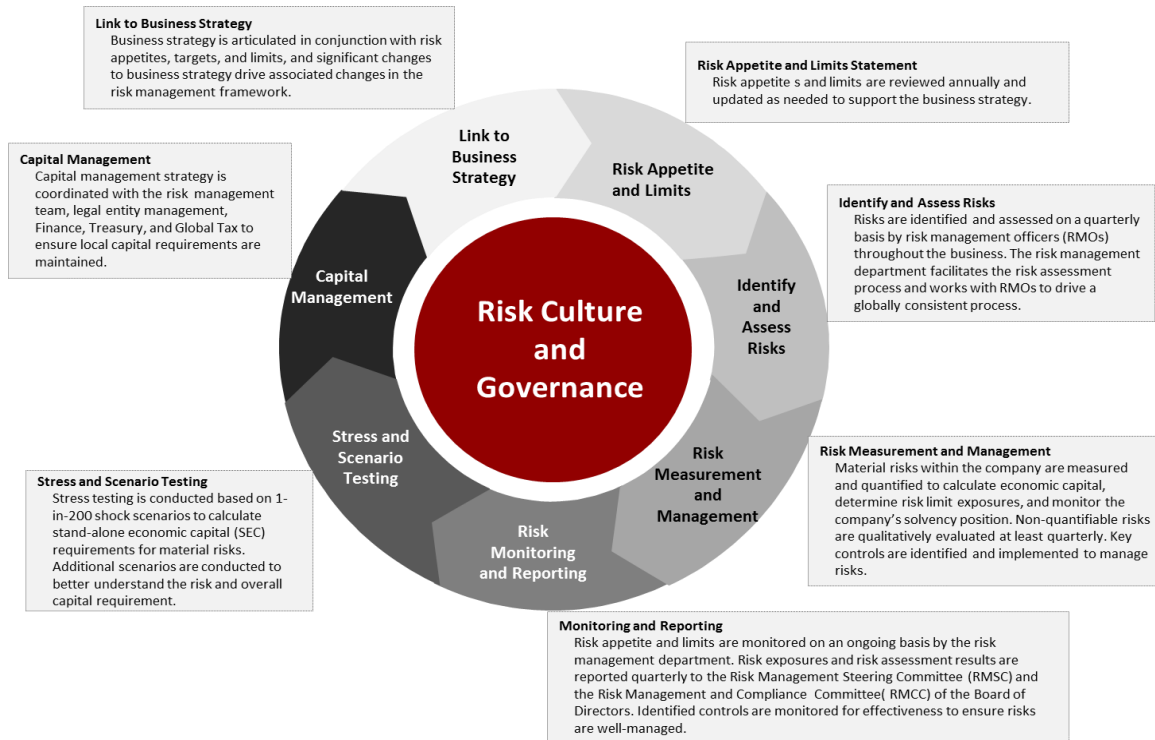 Link to Business Strategy
Business strategy is articulated in conjunction with risk
appetites, targets, and limits, and significant changes
to business strategy drive associated changes in the
risk management framework.
Risk Appetite and Limits Statement
Risk appetite s and limits are reviewed annually and
updated as needed to support the business strategy.
Capital Management
Capital management strategy is
coordinated with the risk management
team, legal entity management,
Finance, Treasury, and Global Tax to
ensure local capital requirements are
maintained.
Identify and Assess Risks
Risks are identified and assessed on a quarterly
basis by risk management officers (RMOs)
throughout the business. The risk management
department facilitates the risk assessment
process and works with RMOs to drive a
globally consistent process.
Link to
Business
Strategy
Risk Appetite
and Limits
Identify
and
Assess
Risks
Risk
Measurement
and
Management
Risk
Monitoring
and Reporting
Stress and
Scenario
Testing
Capital
Management
Risk Culture
and
Governance
Risk Measurement and Management
Material risks within the company are measured
and quantified to calculate economic capital,
determine risk limit exposures, and monitor the
company's solvency position. Non-quantifiable risks
are qualitatively evaluated at least quarterly. Key
controls are identified and implemented to manage
risks.
Stress and Scenario Testing
Stress testing is conducted based on 1-
in-200 shock scenarios to calculate
stand-alone economic capital (SEC)
requirements for material risks.
Additional scenarios are conducted to
better understand the risk and overall
capital requirement.
Monitoring and Reporting
Risk appetite and limits are monitored on an ongoing basis by the risk
management department. Risk exposures and risk assessment results are
reported quarterly to the Risk Management Steering Committee (RMSC) and
the Risk Management and Compliance Committee( RMCC) of the Board of
Directors. Identified controls are monitored for effectiveness to ensure risks
are well-managed.